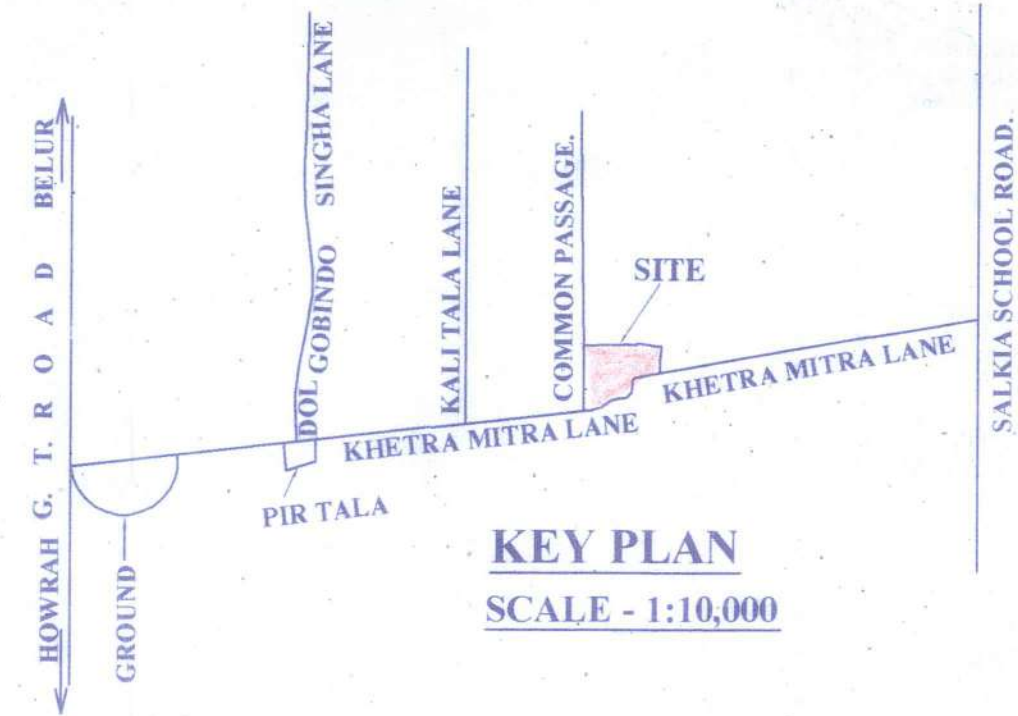 HOWRAH G. T. ROAD BELUR
DOL GOBINDO SINGHA LANE
KALI TALA LANE
COMMON PASSAGE.
SITE
SALKIA SCHOOL ROAD.
KHETRA MITRA LANE
KHETRA MITRA LANE
PIR TALA
GROUND
KEY PLAN
SCALE - 1:10,000